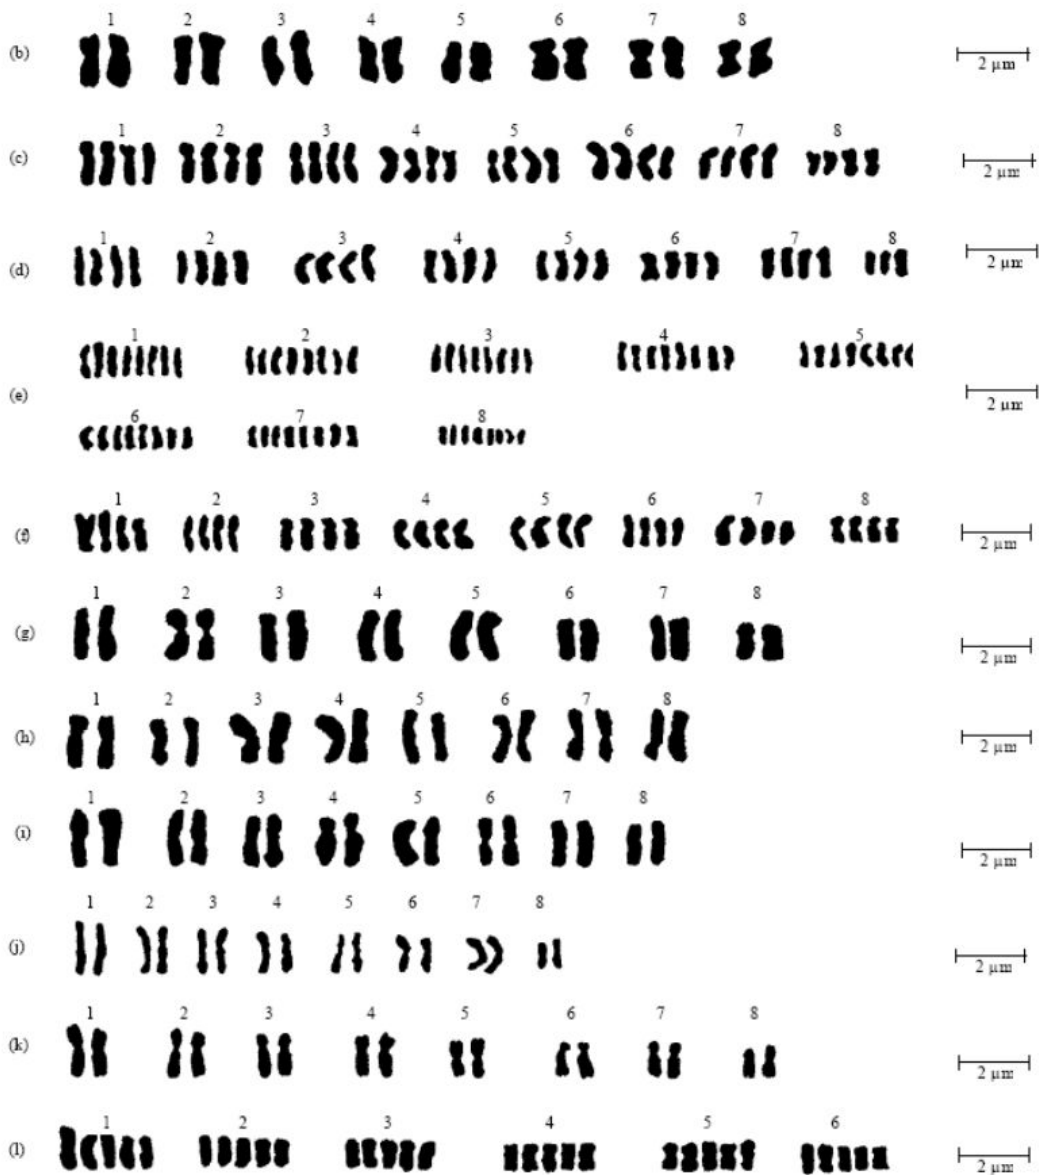 1 2 3 4 5 6 7 8
(b) 2 µm
1 2 3 4 5 6 7 8
(c) 2 µm
1 2 3 4 5 6 7 8
(d) 2 µm
1 2 3 4 5
(e) 2 µm
6 7 8
1 2 3 4 5 6 7 8
(f) 2 µm
1 2 3 4 5 6 7 8
(g) 2 µm
1 2 3 4 5 6 7 8
(h) 2 µm
1 2 3 4 5 6 7 8
(i) 2 µm
1 2 3 4 5 6 7 8
(j) 2 µm
1 2 3 4 5 6 7 8
(k) 2 µm
1 2 3 4 5 6
(l) 2 µm